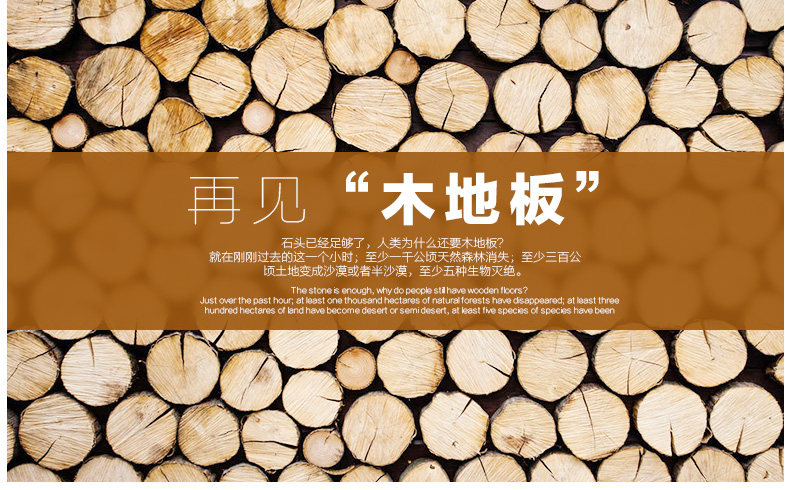 再见“木地板”
石头已经足够了，人类为什么还要木地板？
就在刚刚过去的这一个小时；至少一千公顷天然森林消失；至少三百公
顷土地变成沙漠或者半沙漠，至少五种生物灭绝。
The stone is enough, why do people still have wooden floors?
Just over the past hour; at least one thousand hectares of natural forests have disappeared; at least three
hundred hectares of land have become desert or semi desert, at least five species of species have been